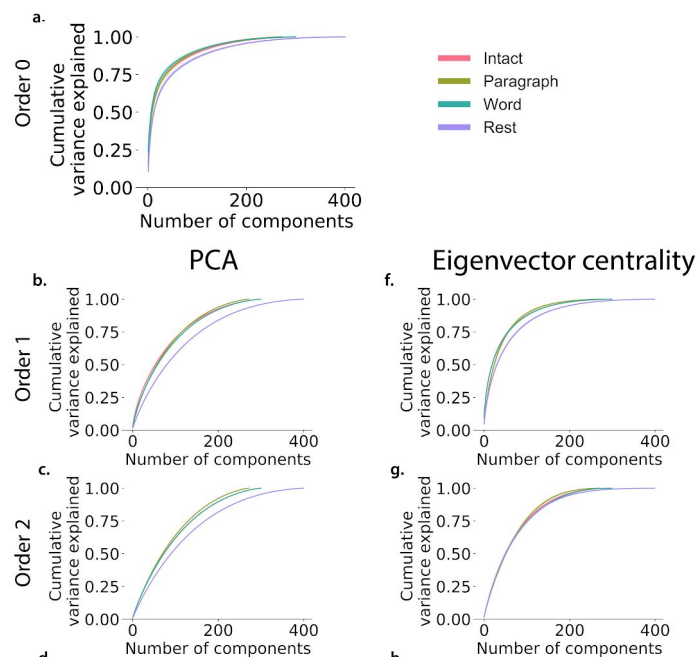 a.
Order 0
Cumulative
variance explained
1.00
0.75
0.50
0.25
0.00
0 200 400
Number of components
Intact
Paragraph
Word
Rest
PCA
Eigenvector centrality
b.
Order 1
Cumulative
variance explained
1.00
0.75
0.50
0.25
0.00
0 200 400
Number of components
f.
Cumulative
variance explained
1.00
0.75
0.50
0.25
0.00
0 200 400
Number of components
c.
Order 2
Cumulative
variance explained
1.00
0.75
0.50
0.25
0.00
0 200 400
Number of components
g.
Cumulative
variance explained
1.00
0.75
0.50
0.25
0.00
0 200 400
Number of components